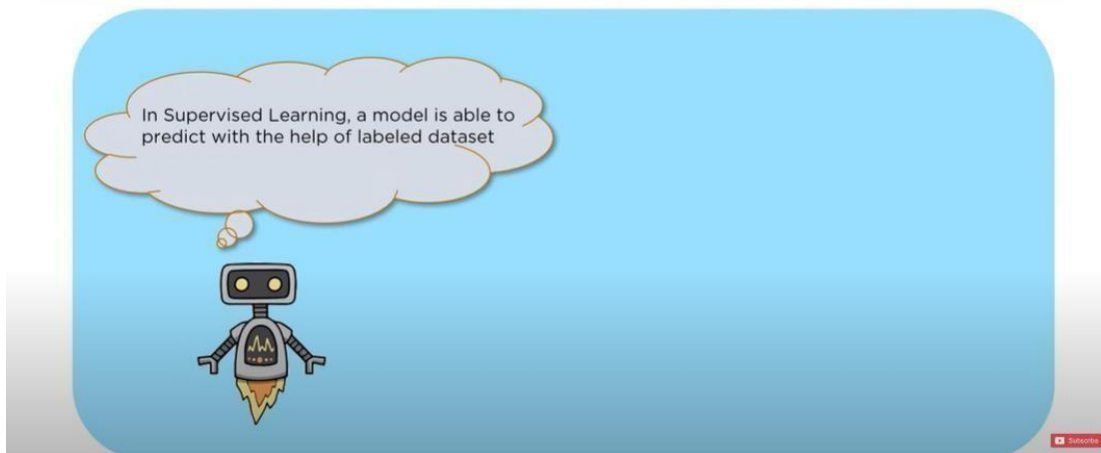 In Supervised Learning, a model is able to
predict with the help of labeled dataset
Subscribe